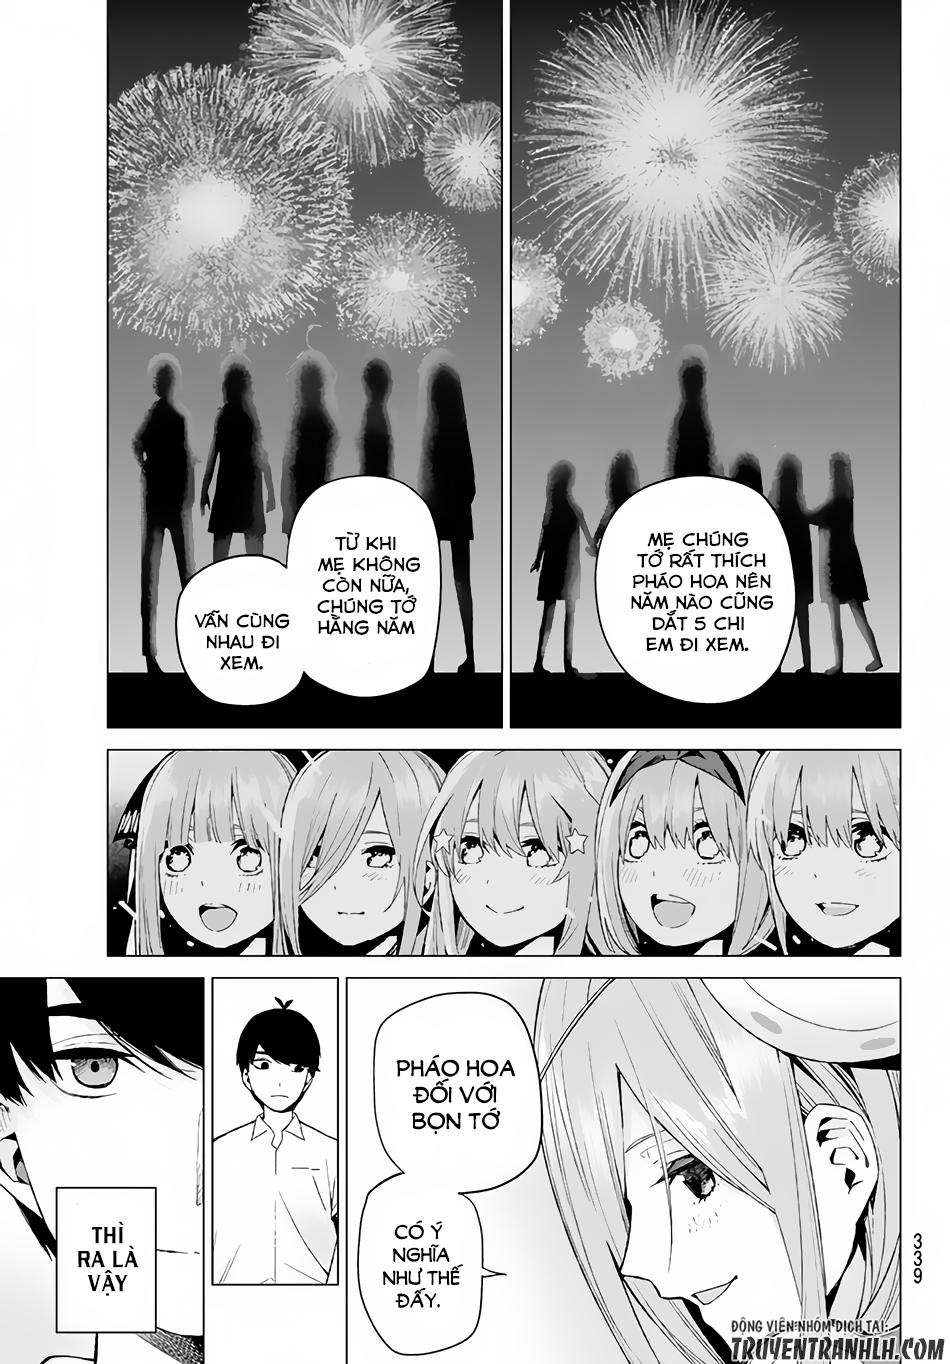 MẸ CHÚNG
TỚ RẤT THÍCH
PHÁO HOA NÊN
NĂM NÀO CŨNG
DẮT 5 CHI
EM ĐI XEM.
TỪ KHI
MẸ KHÔNG
CÒN NỮA,
CHÚNG TỚ
HẰNG NĂM
VẪN CÙNG
NHAU ĐI
XEM.
PHÁO HOA
ĐỐI VỚI
BỌN TỚ
CÓ Ý
NGHĨA
NHƯ THẾ
ĐẤY.
THÌ
RA LÀ
VẬY
339
ĐỘNG VIÊN NHÓM DỊCH TẠI:
TRUYENTRANHLH.COM